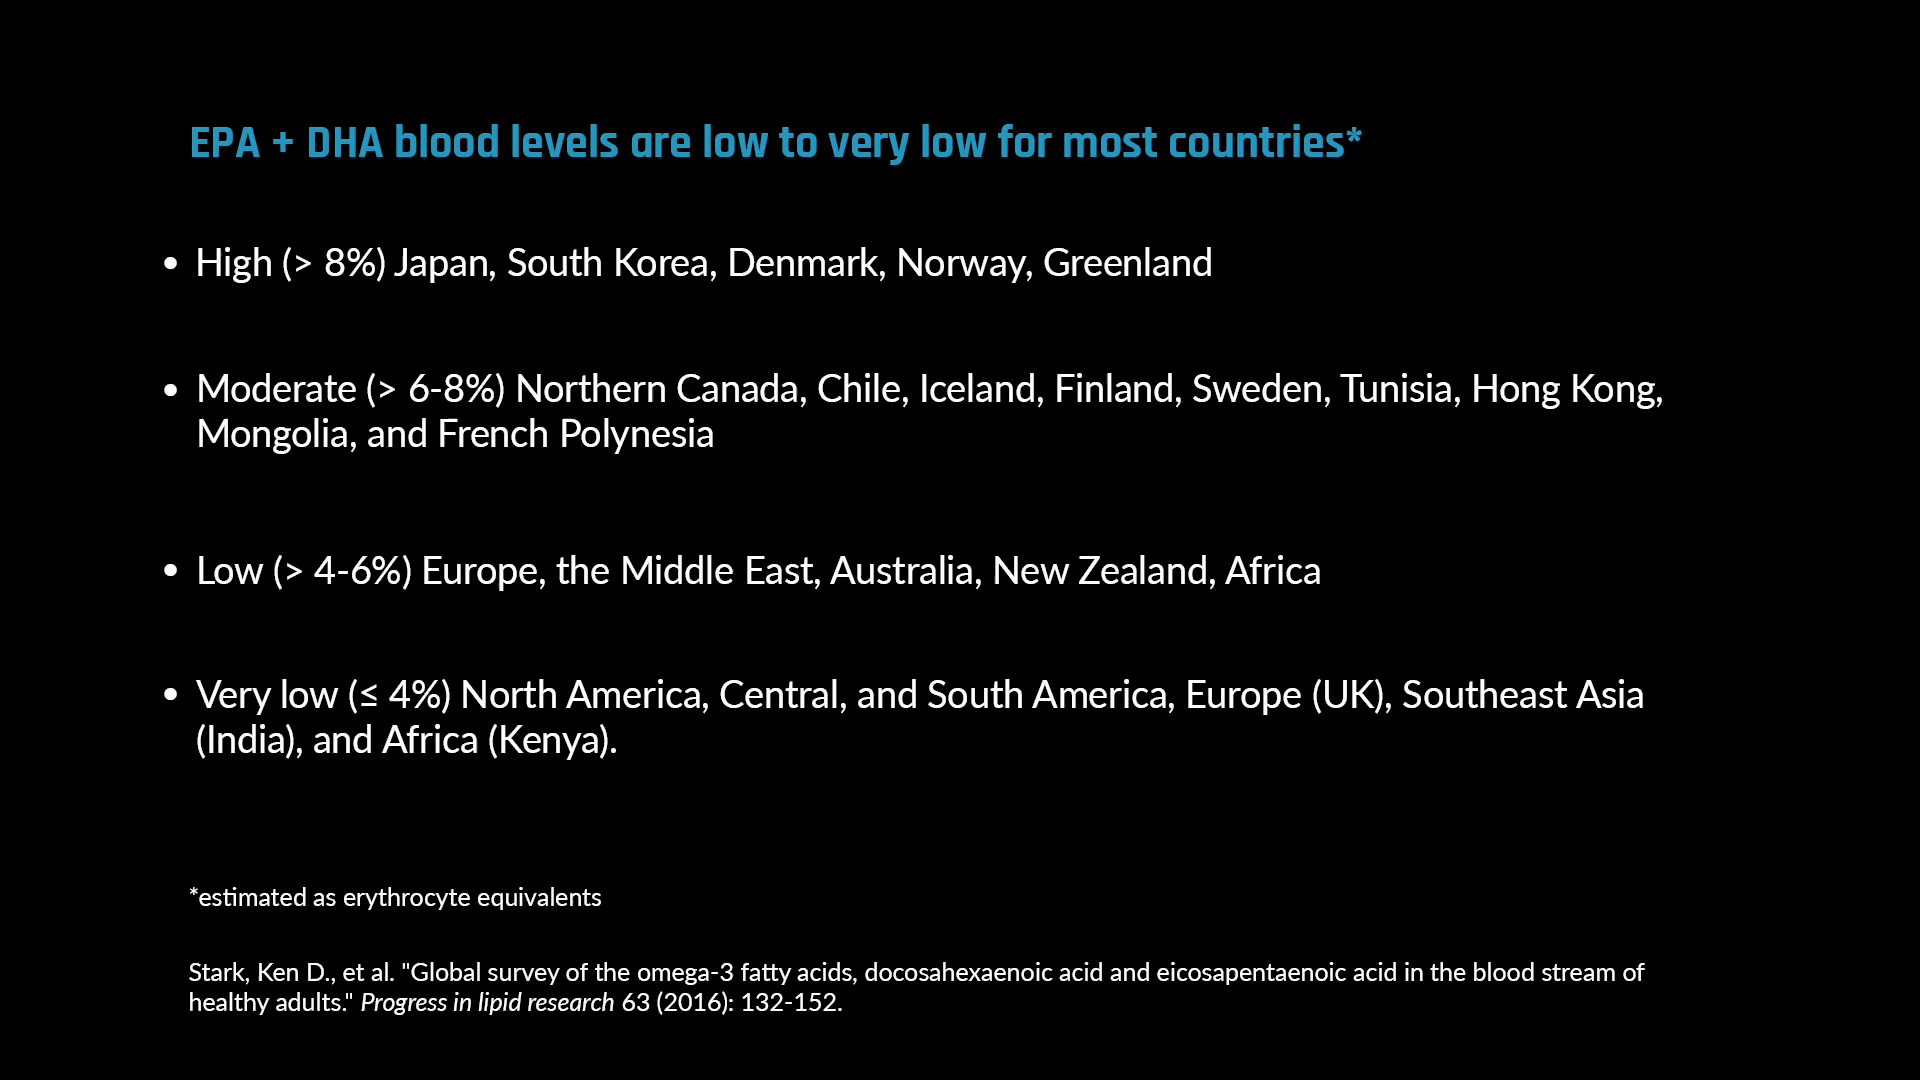 EPA + DHA blood levels are low to very low for most countries*
• High (> 8%) Japan, South Korea, Denmark, Norway, Greenland
• Moderate (> 6-8%) Northern Canada, Chile, Iceland, Finland, Sweden, Tunisia, Hong Kong,
Mongolia, and French Polynesia
• Low (> 4-6%) Europe, the Middle East, Australia, New Zealand, Africa
• Very low (≤ 4%) North America, Central, and South America, Europe (UK), Southeast Asia
(India), and Africa (Kenya).
*estimated as erythrocyte equivalents
Stark, Ken D., et al. "Global survey of the omega-3 fatty acids, docosahexaenoic acid and eicosapentaenoic acid in the blood stream of
healthy adults." Progress in lipid research 63 (2016): 132-152.